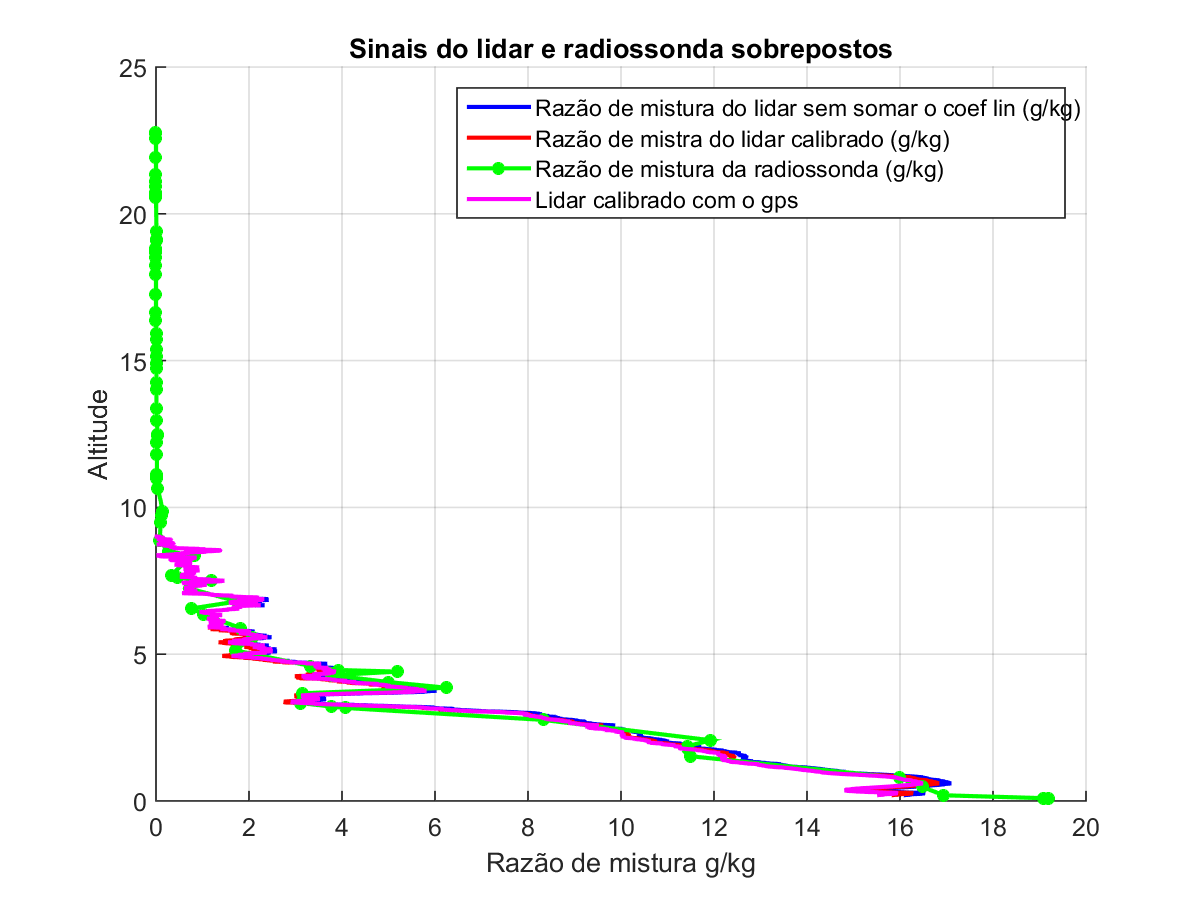 Sinais do lidar e radiossonda sobrepostos
25
Razão de mistura do lidar sem somar o coef lin (g/kg)
Razão de mistra do lidar calibrado (g/kg)
Razão de mistura da radiossonda (g/kg)
Lidar calibrado com o gps
20
15
Altitude
10
5
0
0 2 4 6 8 10 12 14 16 18 20
Razão de mistura g/kg